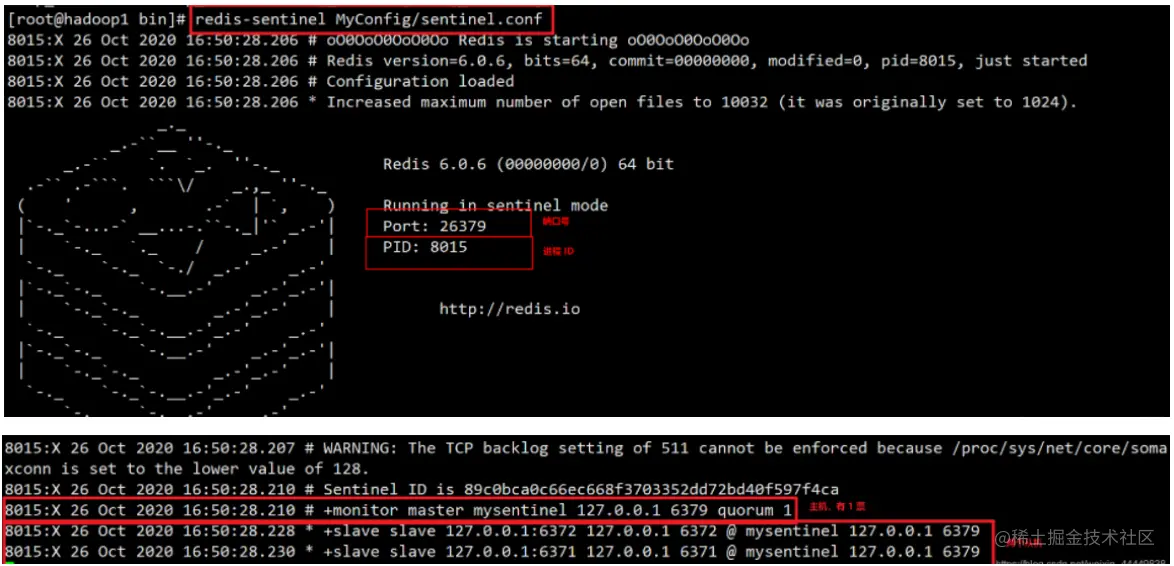 [root@hadoop1 bin]# redis-sentinel MyConfig/sentinel.conf
8015:X 26 Oct 2020 16:50:28.206 # oO0OoO0OoO0Oo Redis is starting oO0OoO0OoO0Oo
8015:X 26 Oct 2020 16:50:28.206 # Redis version=6.0.6, bits=64, commit=00000000, modified=0, pid=8015, just started
8015:X 26 Oct 2020 16:50:28.206 # Configuration loaded
8015:X 26 Oct 2020 16:50:28.206 * Increased maximum number of open files to 10032 (it was originally set to 1024).
Redis 6.0.6 (00000000/0) 64 bit
Running in sentinel mode
Port: 26379 端口号
PID: 8015 进程 ID
http://redis.io
8015:X 26 Oct 2020 16:50:28.207 # WARNING: The TCP backlog setting of 511 cannot be enforced because /proc/sys/net/core/soma
xconn is set to the lower value of 128.
8015:X 26 Oct 2020 16:50:28.210 # Sentinel ID is 89c0bca0c66ec668f3703352dd72bd40f597f4ca
8015:X 26 Oct 2020 16:50:28.210 # +monitor master mysentinel 127.0.0.1 6379 quorum 1 主机，有 1 票
8015:X 26 Oct 2020 16:50:28.228 * +slave slave 127.0.0.1:6372 127.0.0.1 6372 @ mysentinel 127.0.0.1 6379
8015:X 26 Oct 2020 16:50:28.230 * +slave slave 127.0.0.1:6371 127.0.0.1 6371 @ mysentinel 127.0.0.1 6379
@稀土掘金技术社区